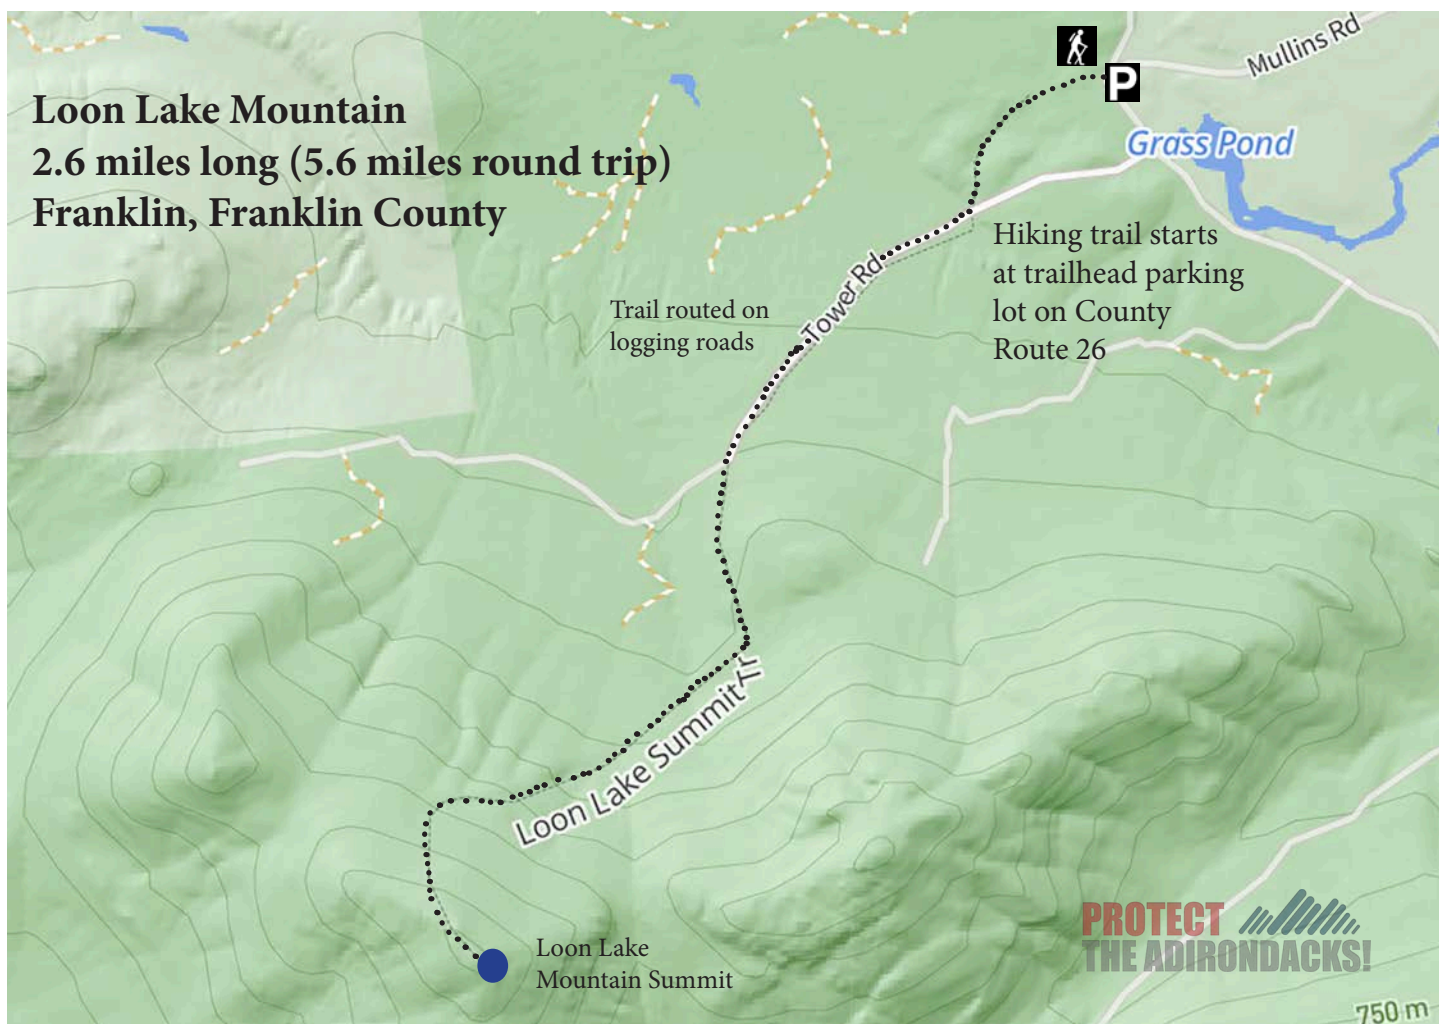 Mullins Rd
P
Loon Lake Mountain
2.6 miles long (5.6 miles round trip)
Franklin, Franklin County
Grass Pond
Hiking trail starts
at trailhead parking
lot on County
Route 26
Trail routed on
logging roads
Tower Rd
Loon Lake Summit Tr
Loon Lake
Mountain Summit
PROTECT
THE ADIRONDACKS!
750 m